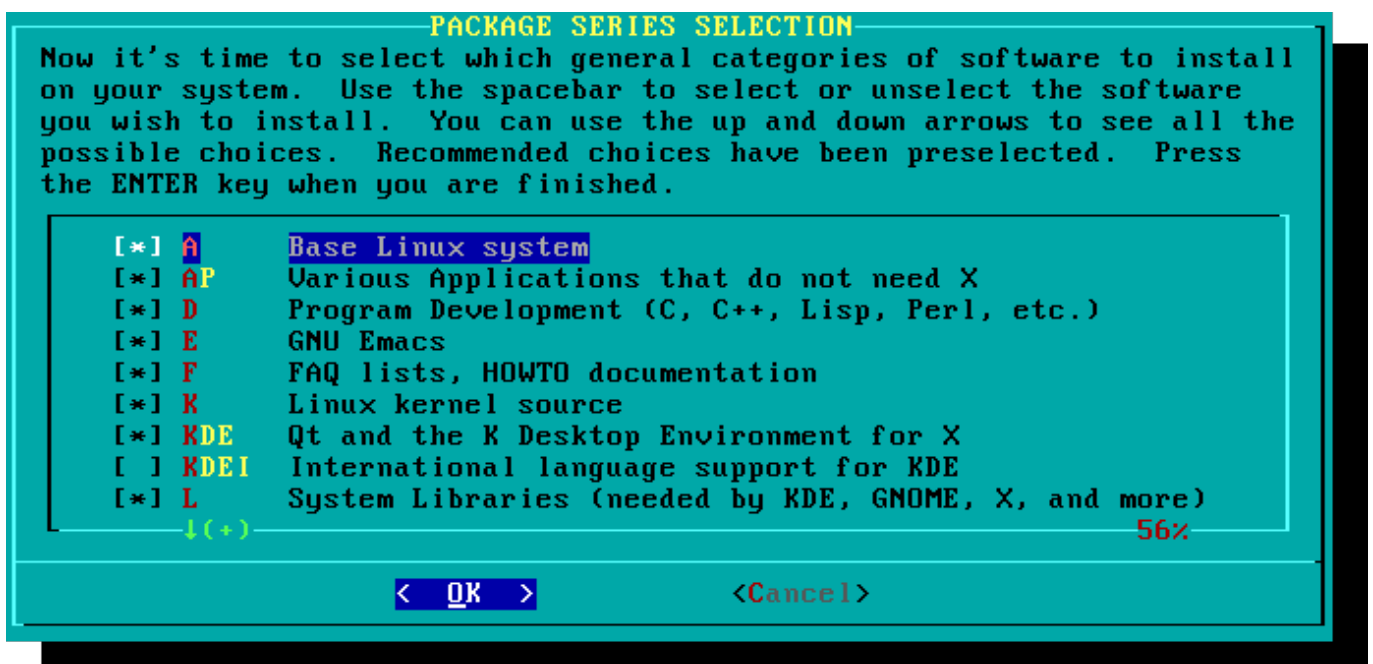 PACKAGE SERIES SELECTION
Now it's time to select which general categories of software to install
on your system.  Use the spacebar to select or unselect the software
you wish to install.  You can use the up and down arrows to see all the
possible choices.  Recommended choices have been preselected.  Press
the ENTER key when you are finished.
[*] A Base Linux system
[*] AP Various Applications that do not need X
[*] D Program Development (C, C++, Lisp, Perl, etc.)
[*] E GNU Emacs
[*] F FAQ lists, HOWTO documentation
[*] K Linux kernel source
[*] KDE Qt and the K Desktop Environment for X
[ ] KDEI International language support for KDE
[*] L System Libraries (needed by KDE, GNOME, X, and more)
↓(+) 56%
< OK > <Cancel>